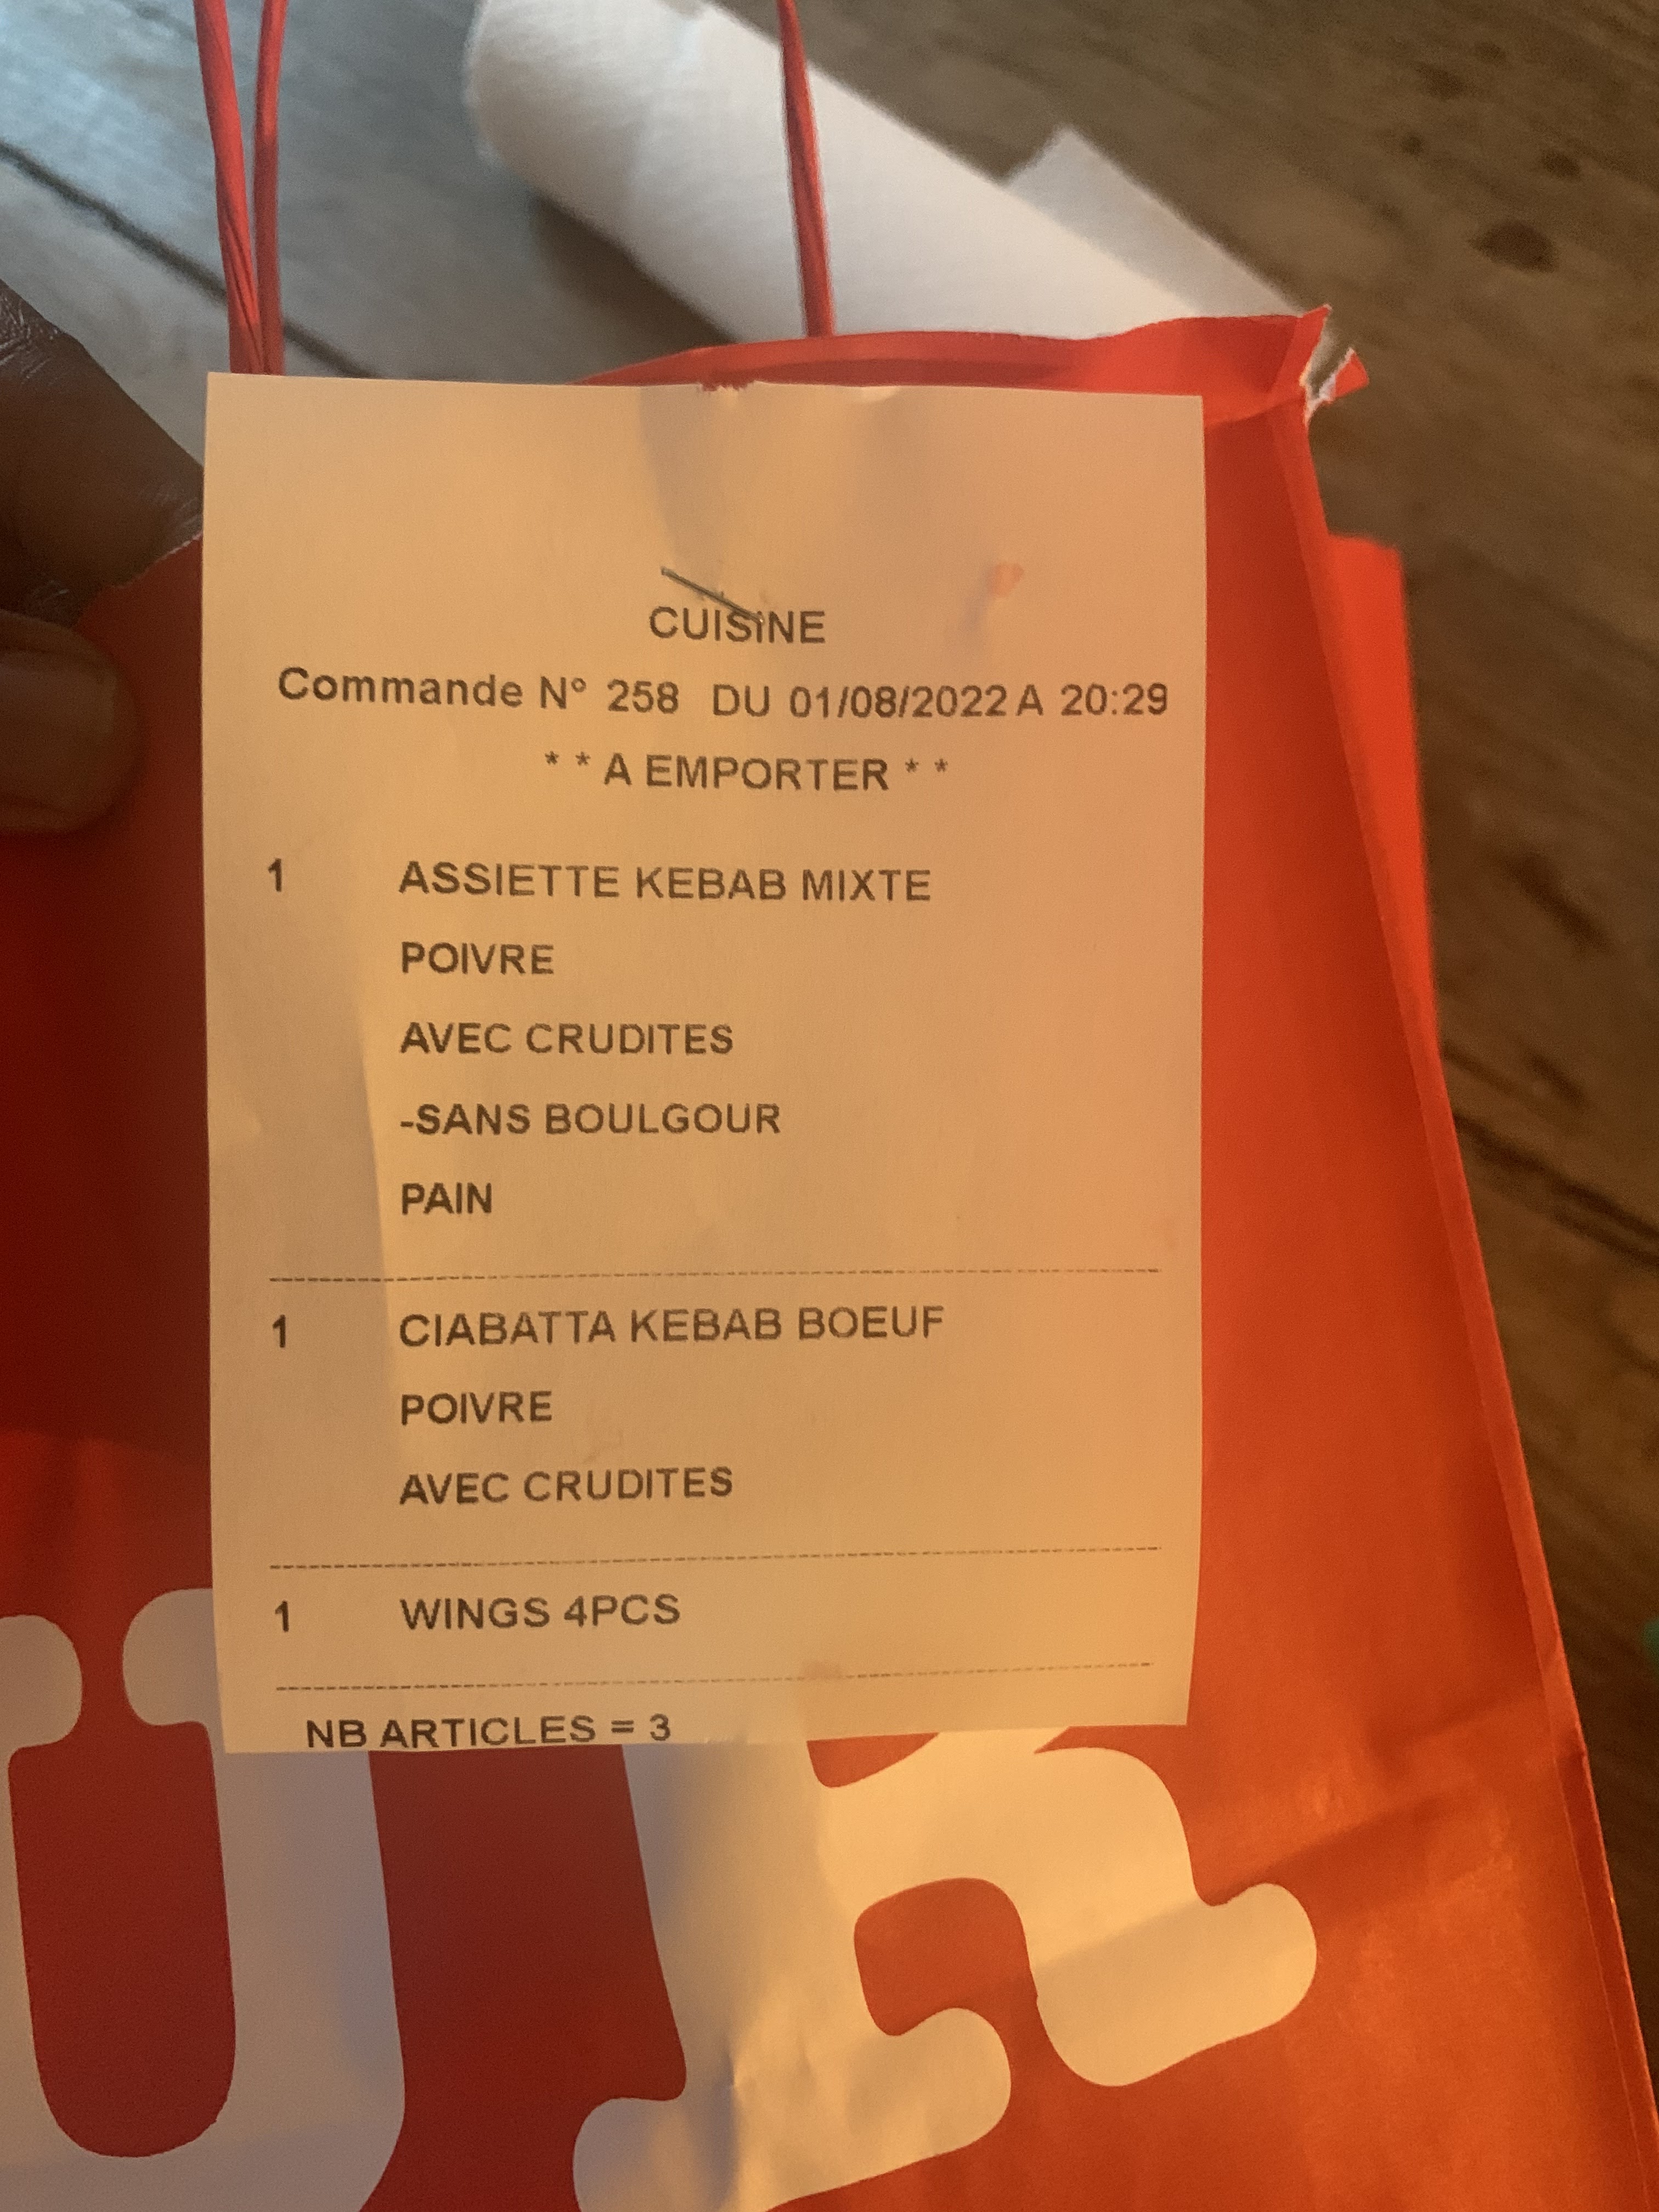 CUISINE
Commande N° 258 DU 01/08/2022 A 20:29
* * A EMPORTER * *
1 ASSIETTE KEBAB MIXTE
POIVRE
AVEC CRUDITES
-SANS BOULGOUR
PAIN
1 CIABATTA KEBAB BOEUF
POIVRE
AVEC CRUDITES
1 WINGS 4PCS
NB ARTICLES = 3